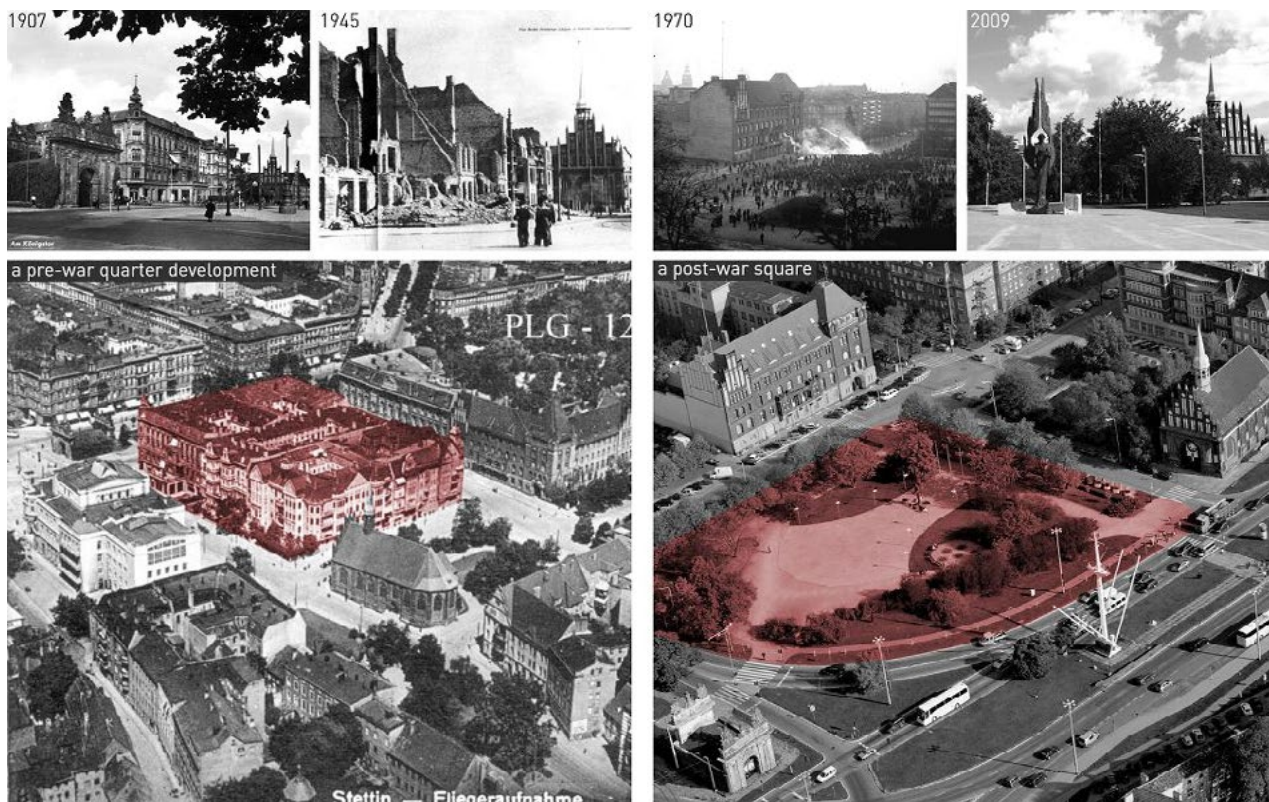 1907
1945
1970
2009
Am Königstor
a pre-war quarter development
a post-war square
PLG - 12
Stettin — Fliegeraufnahme